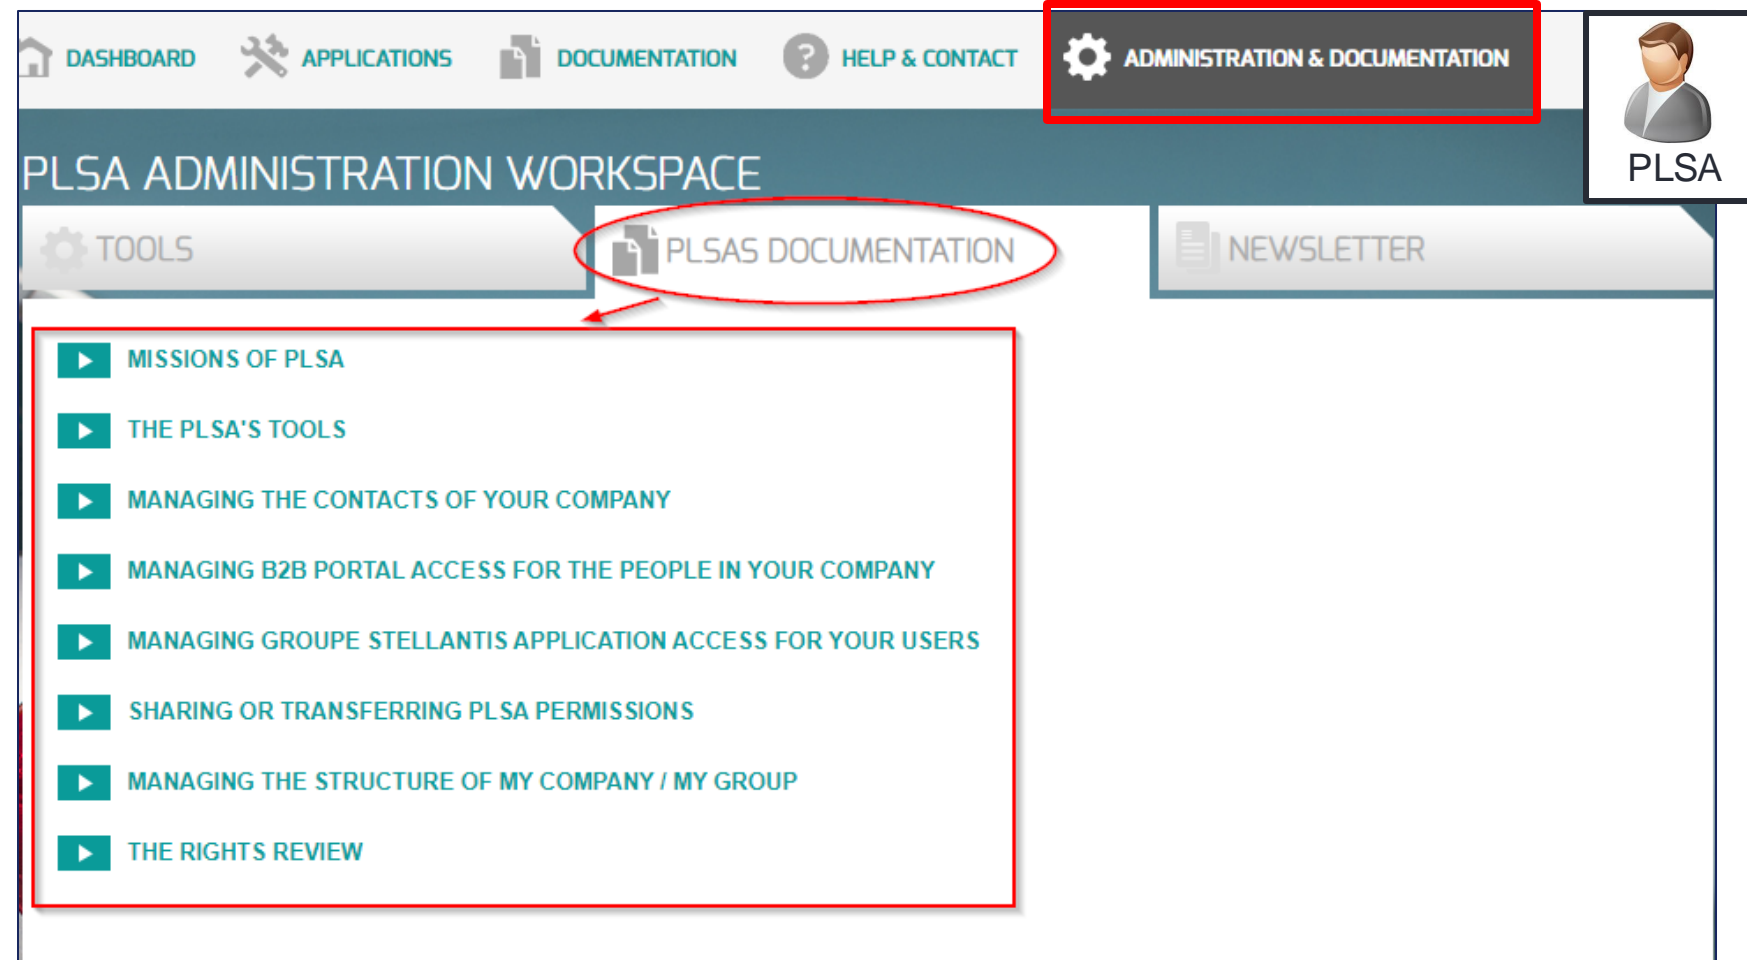 DASHBOARD APPLICATIONS DOCUMENTATION ? HELP & CONTACT ADMINISTRATION & DOCUMENTATION
PLSA
PLSA ADMINISTRATION WORKSPACE
TOOLS PLSAS DOCUMENTATION NEWSLETTER
MISSIONS OF PLSA
THE PLSA'S TOOLS
MANAGING THE CONTACTS OF YOUR COMPANY
MANAGING B2B PORTAL ACCESS FOR THE PEOPLE IN YOUR COMPANY
MANAGING GROUPE STELLANTIS APPLICATION ACCESS FOR YOUR USERS
SHARING OR TRANSFERRING PLSA PERMISSIONS
MANAGING THE STRUCTURE OF MY COMPANY / MY GROUP
THE RIGHTS REVIEW